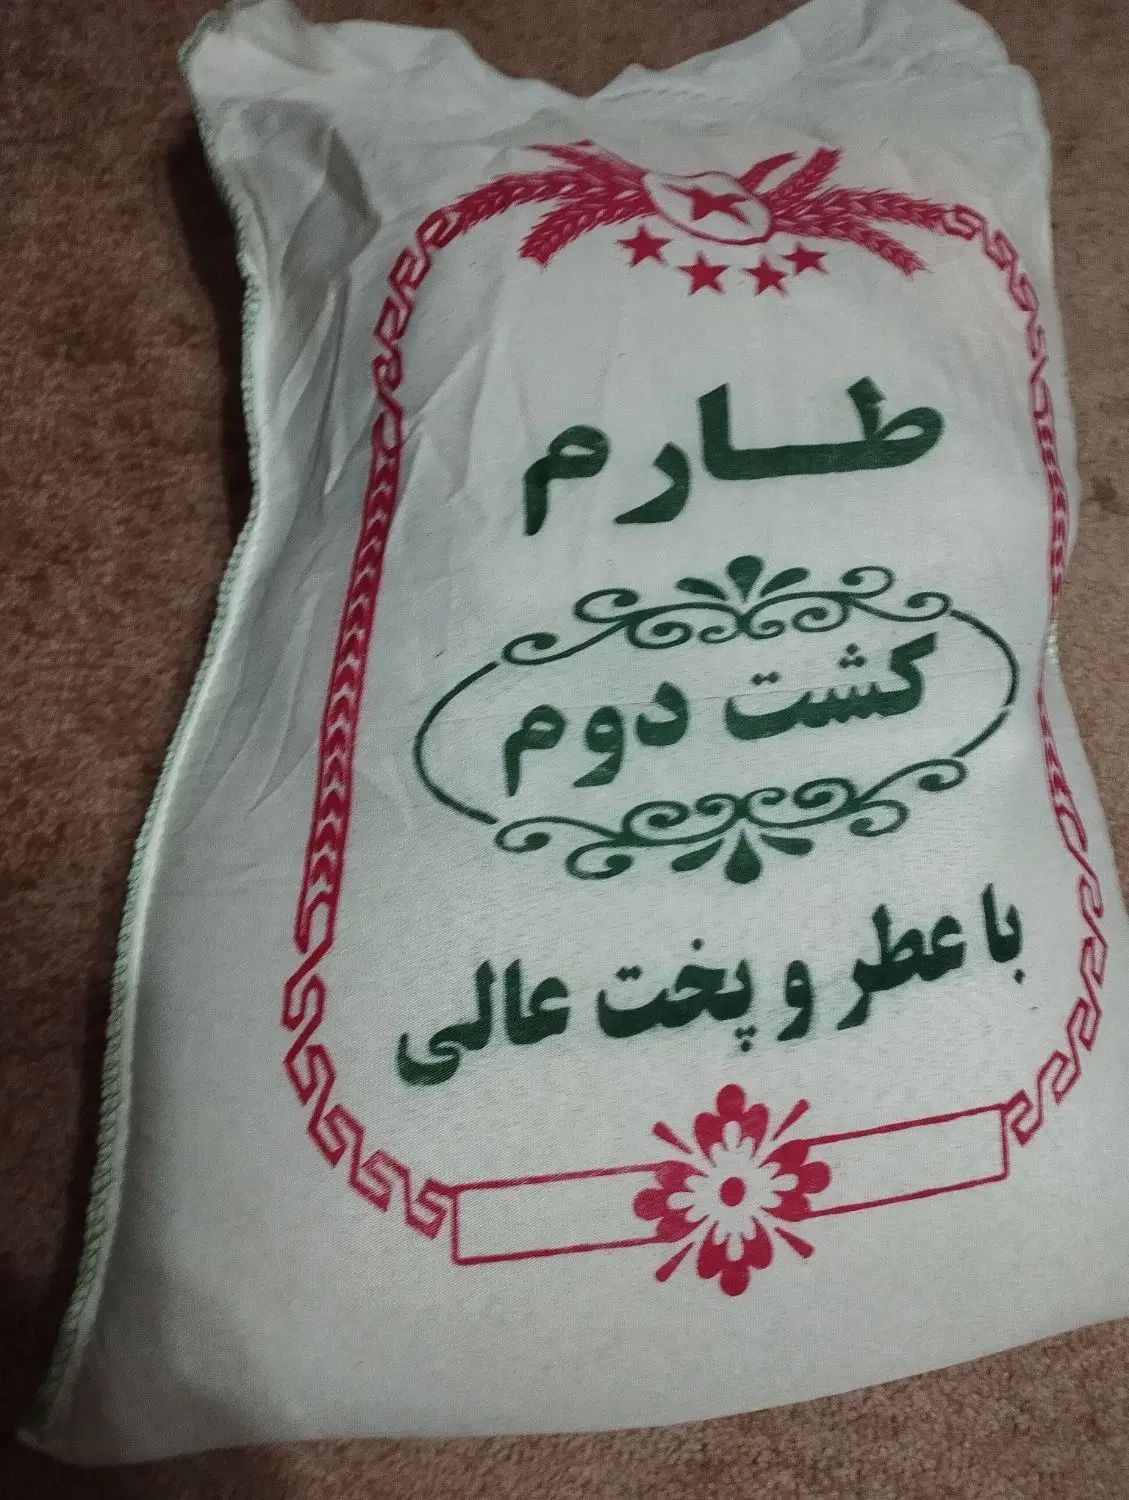 طارم
کشت دوم
با عطر و پخت عالی